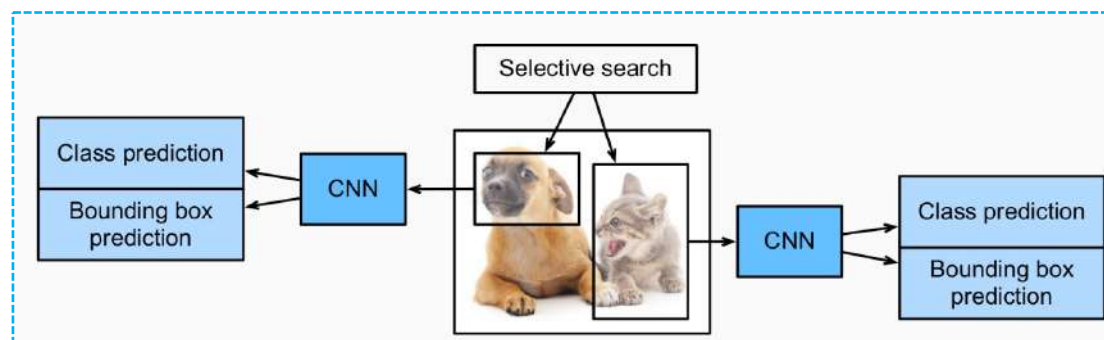 Selective search
Class prediction
CNN
Bounding box
prediction
Class prediction
CNN
Bounding box
prediction